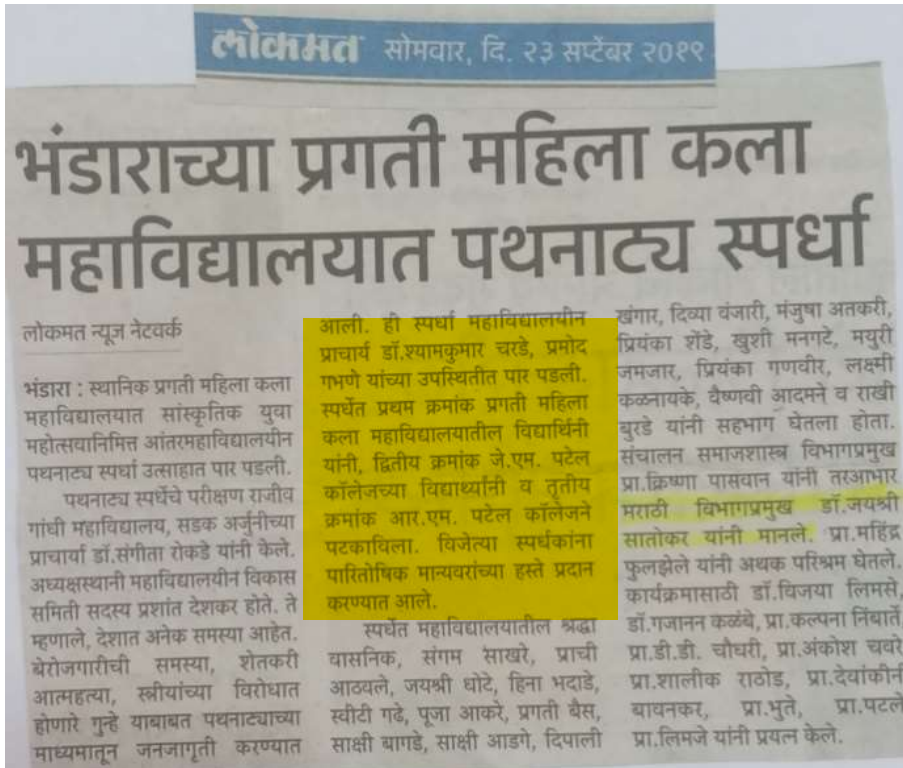 लोकमत सोमवार, दि. २३ सप्टेंबर २०१९
भंडाराच्या प्रगती महिला कला
महाविद्यालयात पथनाट्य स्पर्धा
लोकमत न्यूज नेटवर्क
भंडारा : स्थानिक प्रगती महिला कला
महाविद्यालयात सांस्कृतिक युवा
महोत्सवानिमित्त आंतरमहाविद्यालयीन
पथनाट्य स्पर्धा उत्साहात पार पडली.
पथनाट्य स्पर्धेचे परीक्षण राजीव
गांधी महाविद्यालय, सडक अर्जुनीच्या
प्राचार्या डॉ.संगीता रोकडे यांनी केले.
अध्यक्षस्थानी महाविद्यालयीन विकास
समिती सदस्य प्रशांत देशकर होते. ते
म्हणाले, देशात अनेक समस्या आहेत.
बेरोजगारीची समस्या, शेतकरी
आत्महत्या, स्त्रीयांच्या विरोधात
होणारे गुन्हे याबाबत पथनाट्याच्या
माध्यमातून जनजागृती करण्यात
आली. ही स्पर्धा महाविद्यालयीन
प्राचार्य डॉ.श्यामकुमार चरडे, प्रमोद
गभणे यांच्या उपस्थितीत पार पडली.
स्पर्धेत प्रथम क्रमांक प्रगती महिला
कला महाविद्यालयातील विद्यार्थिनी
यांनी, द्वितीय क्रमांक जे.एम. पटेल
कॉलेजच्या विद्यार्थ्यांनी व तृतीय
क्रमांक आर.एम. पटेल कॉलेजने
पटकाविला. विजेत्या स्पर्धकांना
पारितोषिक मान्यवरांच्या हस्ते प्रदान
करण्यात आले.
स्पर्धेत महाविद्यालयातील श्रद्धा
वासनिक, संगम साखरे, प्राची
आठवले, जयश्री धोटे, हिना भदाडे,
स्वीटी गढे, पूजा आकरे, प्रगती बैस,
साक्षी बागडे, साक्षी आडगे, दिपाली
खंगार, दिव्या वंजारी, मंजुषा अतकरी,
प्रियंका शेंडे, खुशी मनगटे, मयुरी
जमजार, प्रियंका गणवीर, लक्ष्मी
कळनायके, वैष्णवी आदमने व राखी
बुरडे यांनी सहभाग घेतला होता.
संचालन समाजशास्त्र विभागप्रमुख
प्रा.क्रिष्णा पासवान यांनी तरआभार
मराठी विभागप्रमुख डॉ.जयश्री
सातोकर यांनी मानले. प्रा.महिंद्र
फुलझेले यांनी अथक परिश्रम घेतले.
कार्यक्रमासाठी डॉ.विजया लिमसे,
डॉ.गजानन कळंबे, प्रा.कल्पना निंबार्ते
प्रा.डी.डी. चौधरी, प्रा.अंकोश चवरे
प्रा.शालीक राठोड, प्रा.देवांकीनी
बावनकर, प्रा.भुते, प्रा.पटले
प्रा.लिमजे यांनी प्रयत्न केले.